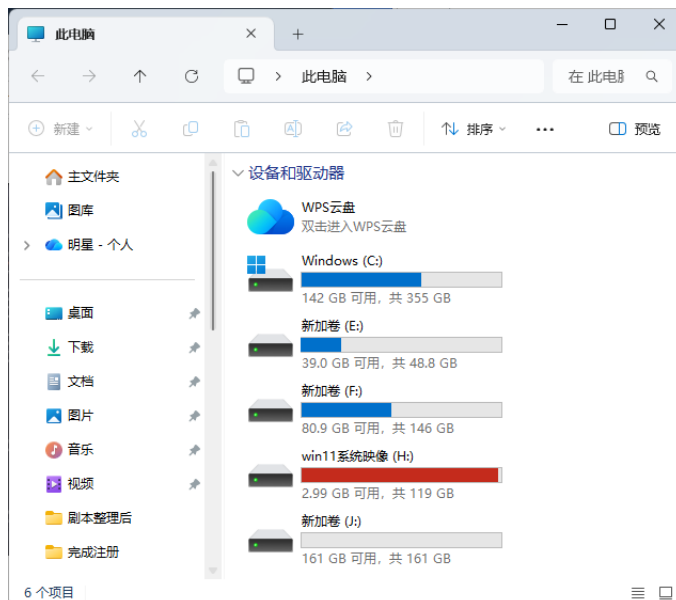 此电脑
此电脑
在 此电脑
新建
排序
预览
主文件夹
图库
明星 - 个人
桌面
下载
文档
图片
音乐
视频
剧本整理后
完成注册
设备和驱动器
WPS云盘
双击进入WPS云盘
Windows (C:)
142 GB 可用，共 355 GB
新加卷 (E:)
39.0 GB 可用，共 48.8 GB
新加卷 (F:)
80.9 GB 可用，共 146 GB
win11系统映像 (H:)
2.99 GB 可用，共 119 GB
新加卷 (J:)
161 GB 可用，共 161 GB
6 个项目